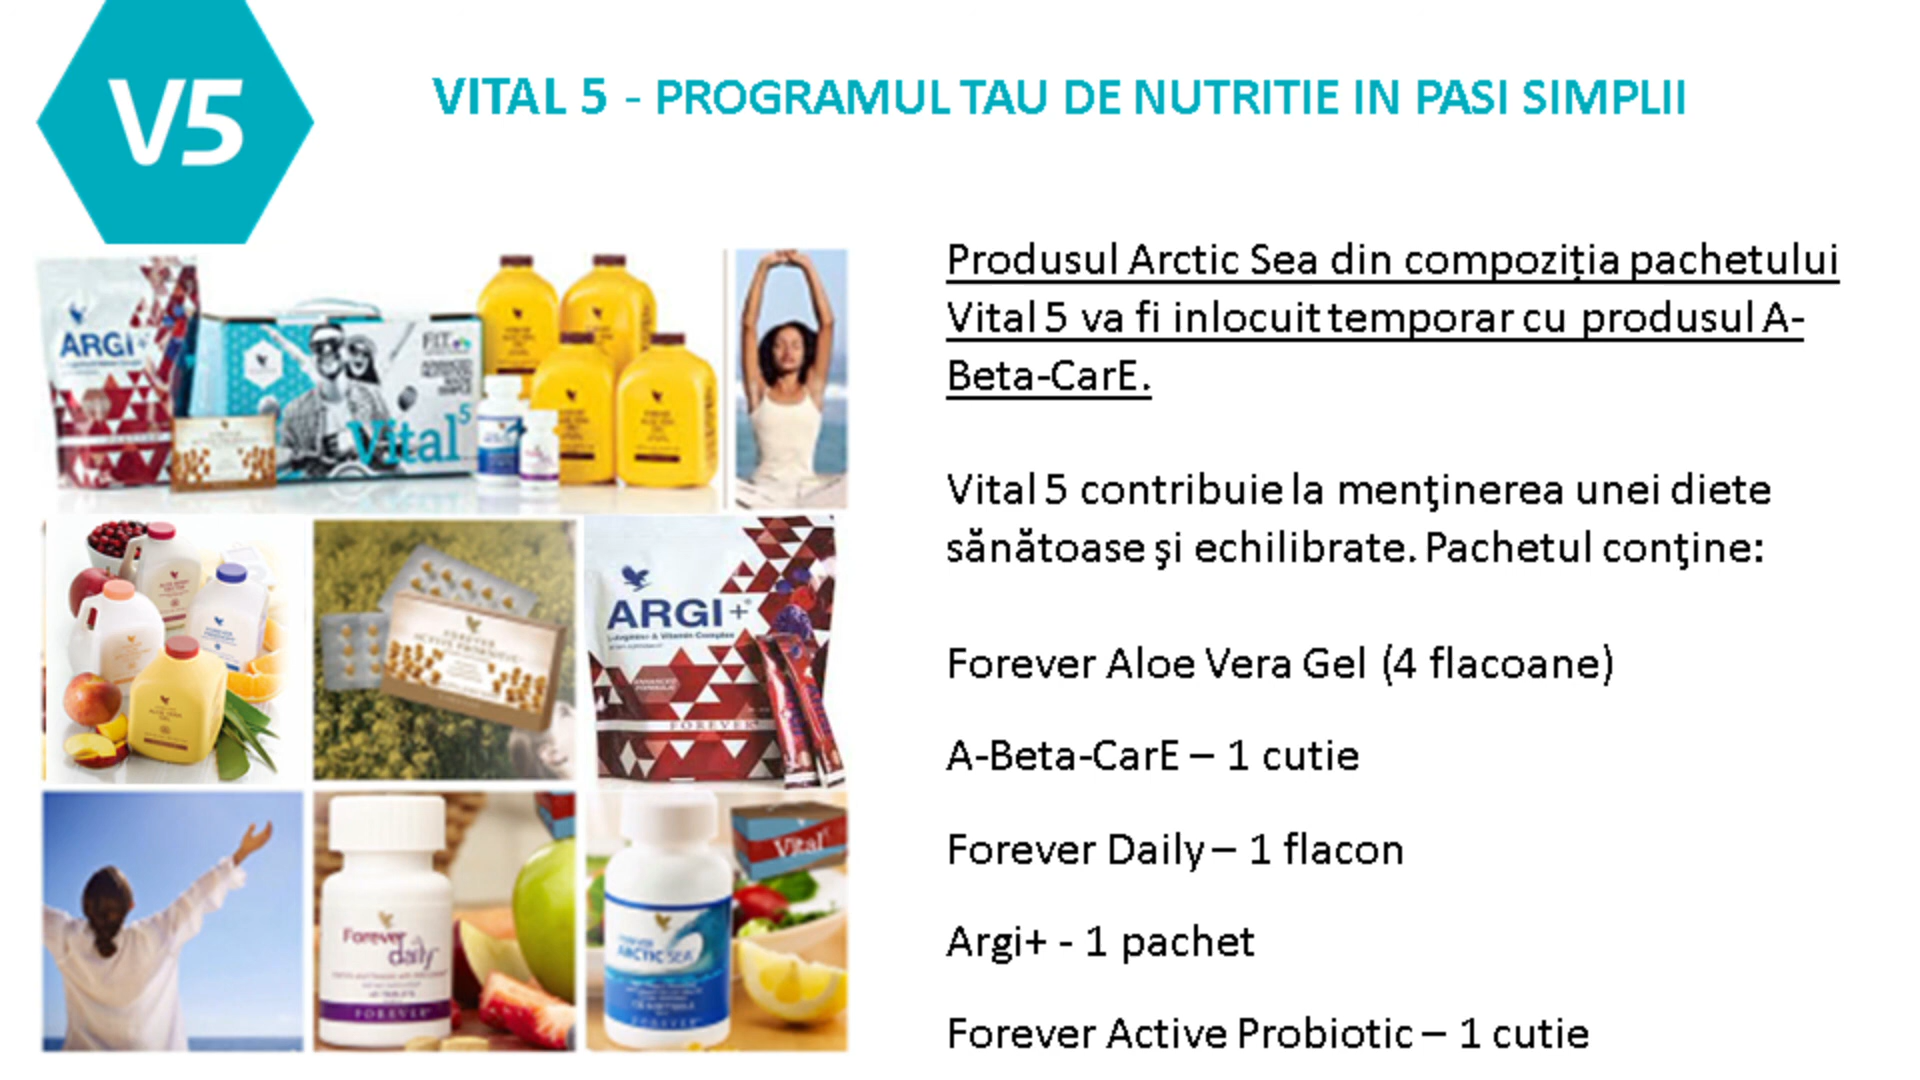 V5
VITAL 5 - PROGRAMUL TAU DE NUTRITIE IN PASI SIMPLII
Produsul Arctic Sea din compoziția pachetului
Vital 5 va fi inlocuit temporar cu produsul A-
Beta-CarE.
Vital 5 contribuie la menţinerea unei diete
sănătoase şi echilibrate. Pachetul conţine:
Forever Aloe Vera Gel (4 flacoane)
A-Beta-CarE – 1 cutie
Forever Daily – 1 flacon
Argi+ - 1 pachet
Forever Active Probiotic – 1 cutie
ARGI+
FIT
Vital5
ARGI+
FOREVER
Forever
daily
FOREVER
ARCTIC SEA
FOREVER
Vital5